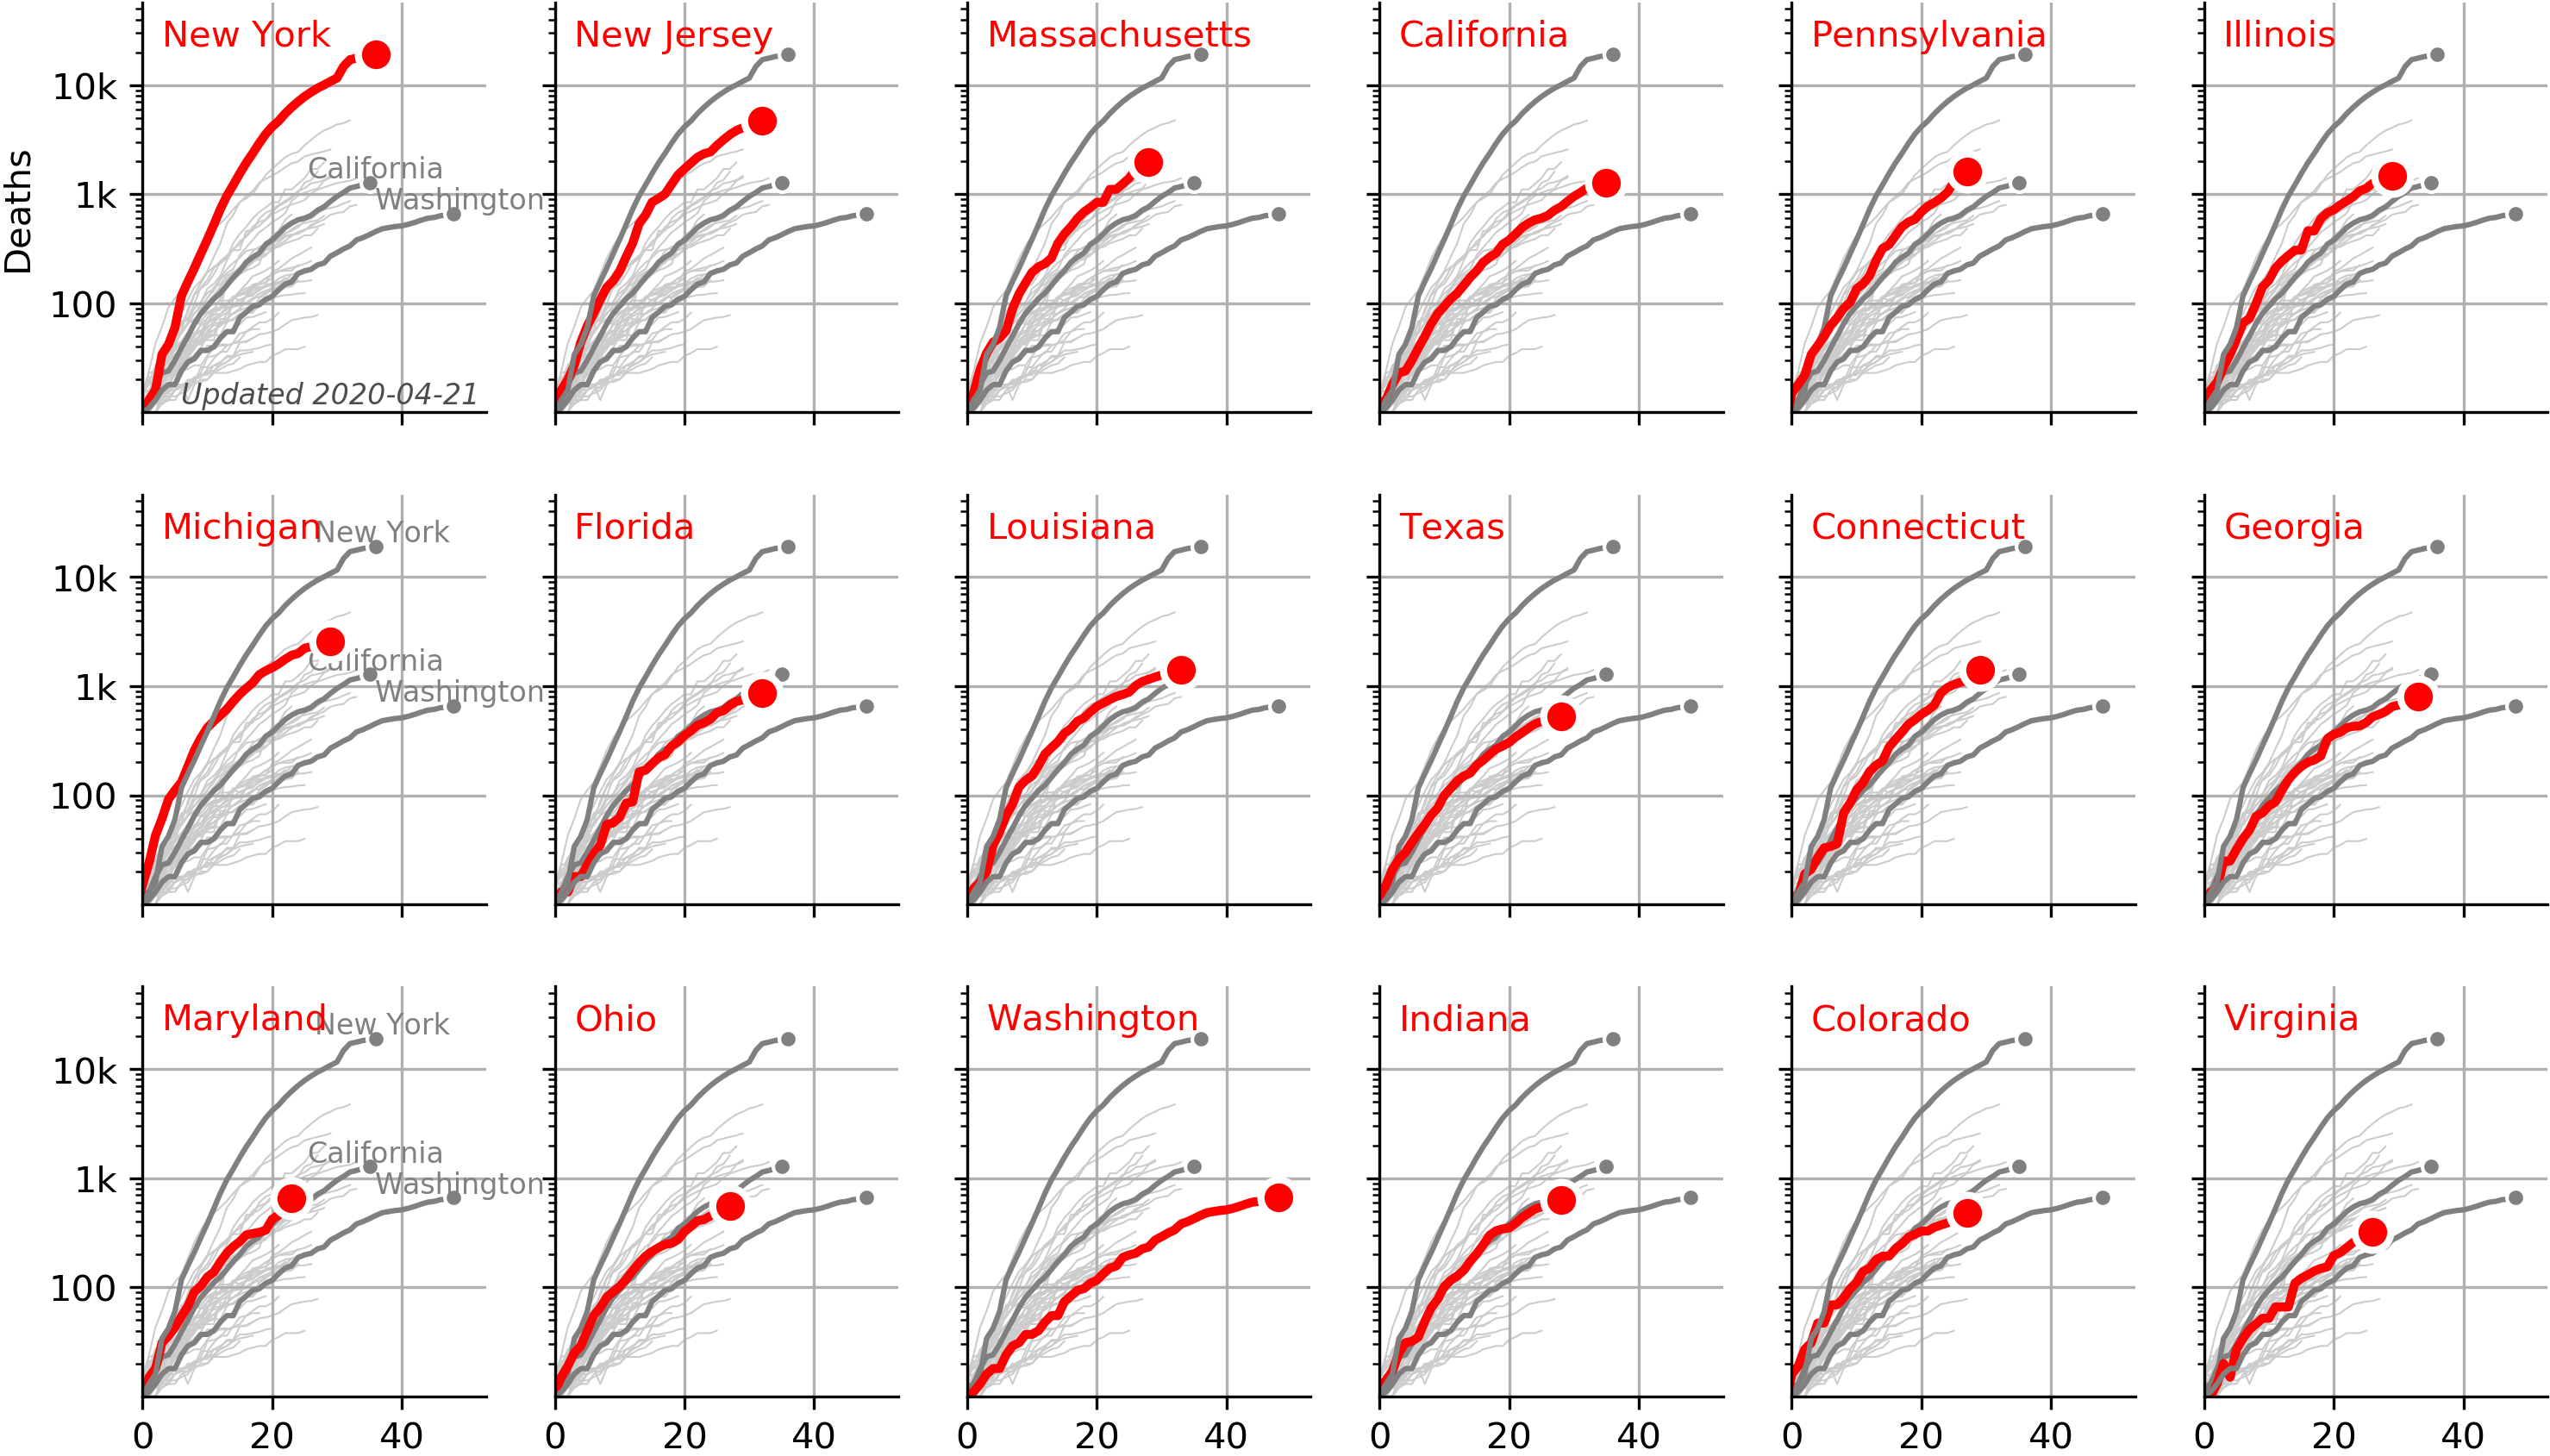 New York New Jersey Massachusetts California Pennsylvania Illinois
10k
California
1k
Washington
Deaths
100
Updated 2020-04-21
Michigan New York Florida Louisiana Texas Connecticut Georgia
10k
California
1k
Washington
100
Maryland New York Ohio Washington Indiana Colorado Virginia
10k
California
1k
Washington
100
0 20 40 0 20 40 0 20 40 0 20 40 0 20 40 0 20 40